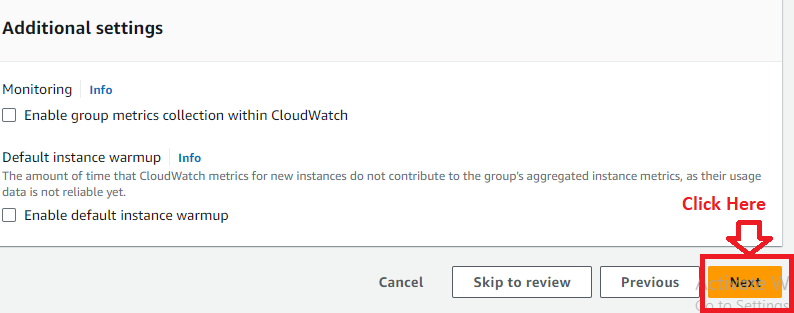 Additional settings
Monitoring Info
Enable group metrics collection within CloudWatch
Default instance warmup Info
The amount of time that CloudWatch metrics for new instances do not contribute to the group's aggregated instance metrics, as their usage
data is not reliable yet.
Enable default instance warmup
Click Here
Cancel Skip to review Previous Next
Activate W
Go to Settings